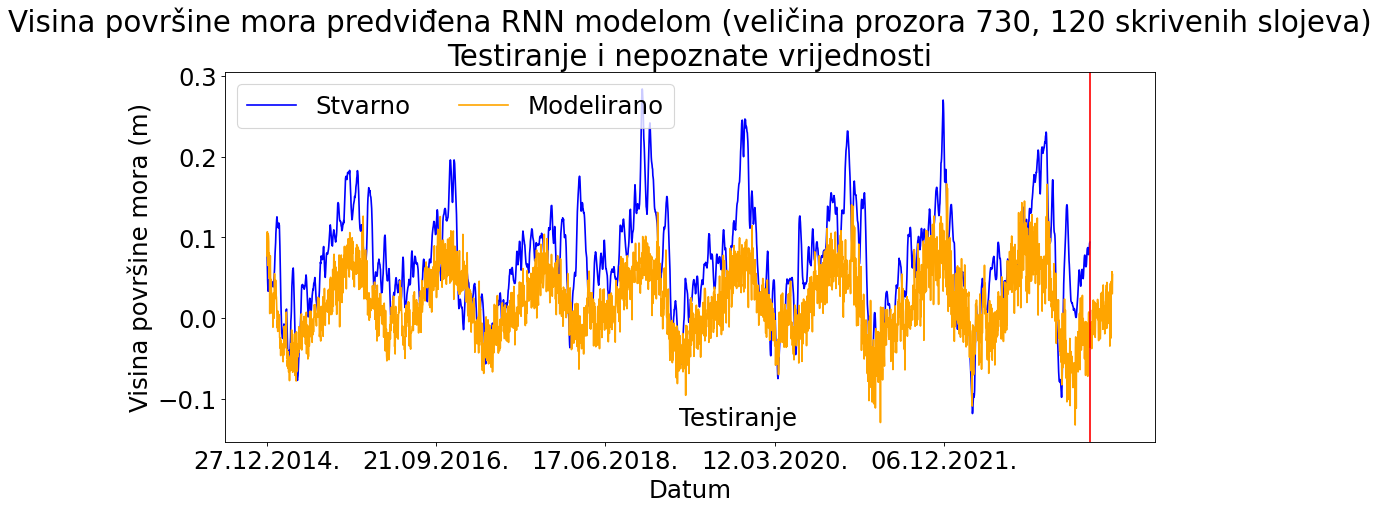 Visina površine mora predviđena RNN modelom (veličina prozora 730, 120 skrivenih slojeva)
Testiranje i nepoznate vrijednosti
Stvarno Modelirano
0.3
0.2
0.1
0.0
−0.1
Visina površine mora (m)
Testiranje
27.12.2014. 21.09.2016. 17.06.2018. 12.03.2020. 06.12.2021.
Datum